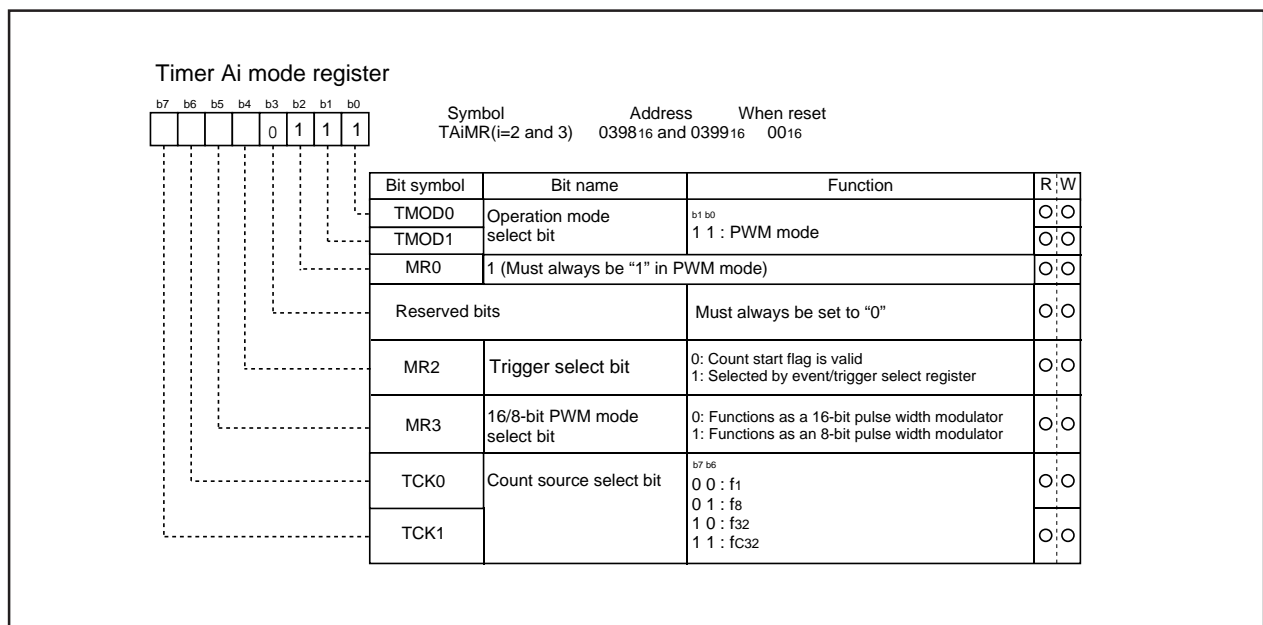 Timer Ai mode register
b7 b6 b5 b4 b3 b2 b1 b0
0 1 1 1
Symbol Address When reset
TAiMR(i=2 and 3) 039816 and 039916 0016
Bit symbol Bit name Function R W
TMOD0
TMOD1
Operation mode
select bit
b1 b0
1 1 : PWM mode
MR0 1 (Must always be “1” in PWM mode)
Reserved bits Must always be set to “0”
MR2 Trigger select bit
0: Count start flag is valid
1: Selected by event/trigger select register
MR3
16/8-bit PWM mode
select bit
0: Functions as a 16-bit pulse width modulator
1: Functions as an 8-bit pulse width modulator
TCK0
TCK1
Count source select bit
b7 b6
0 0 : f1
0 1 : f8
1 0 : f32
1 1 : fC32